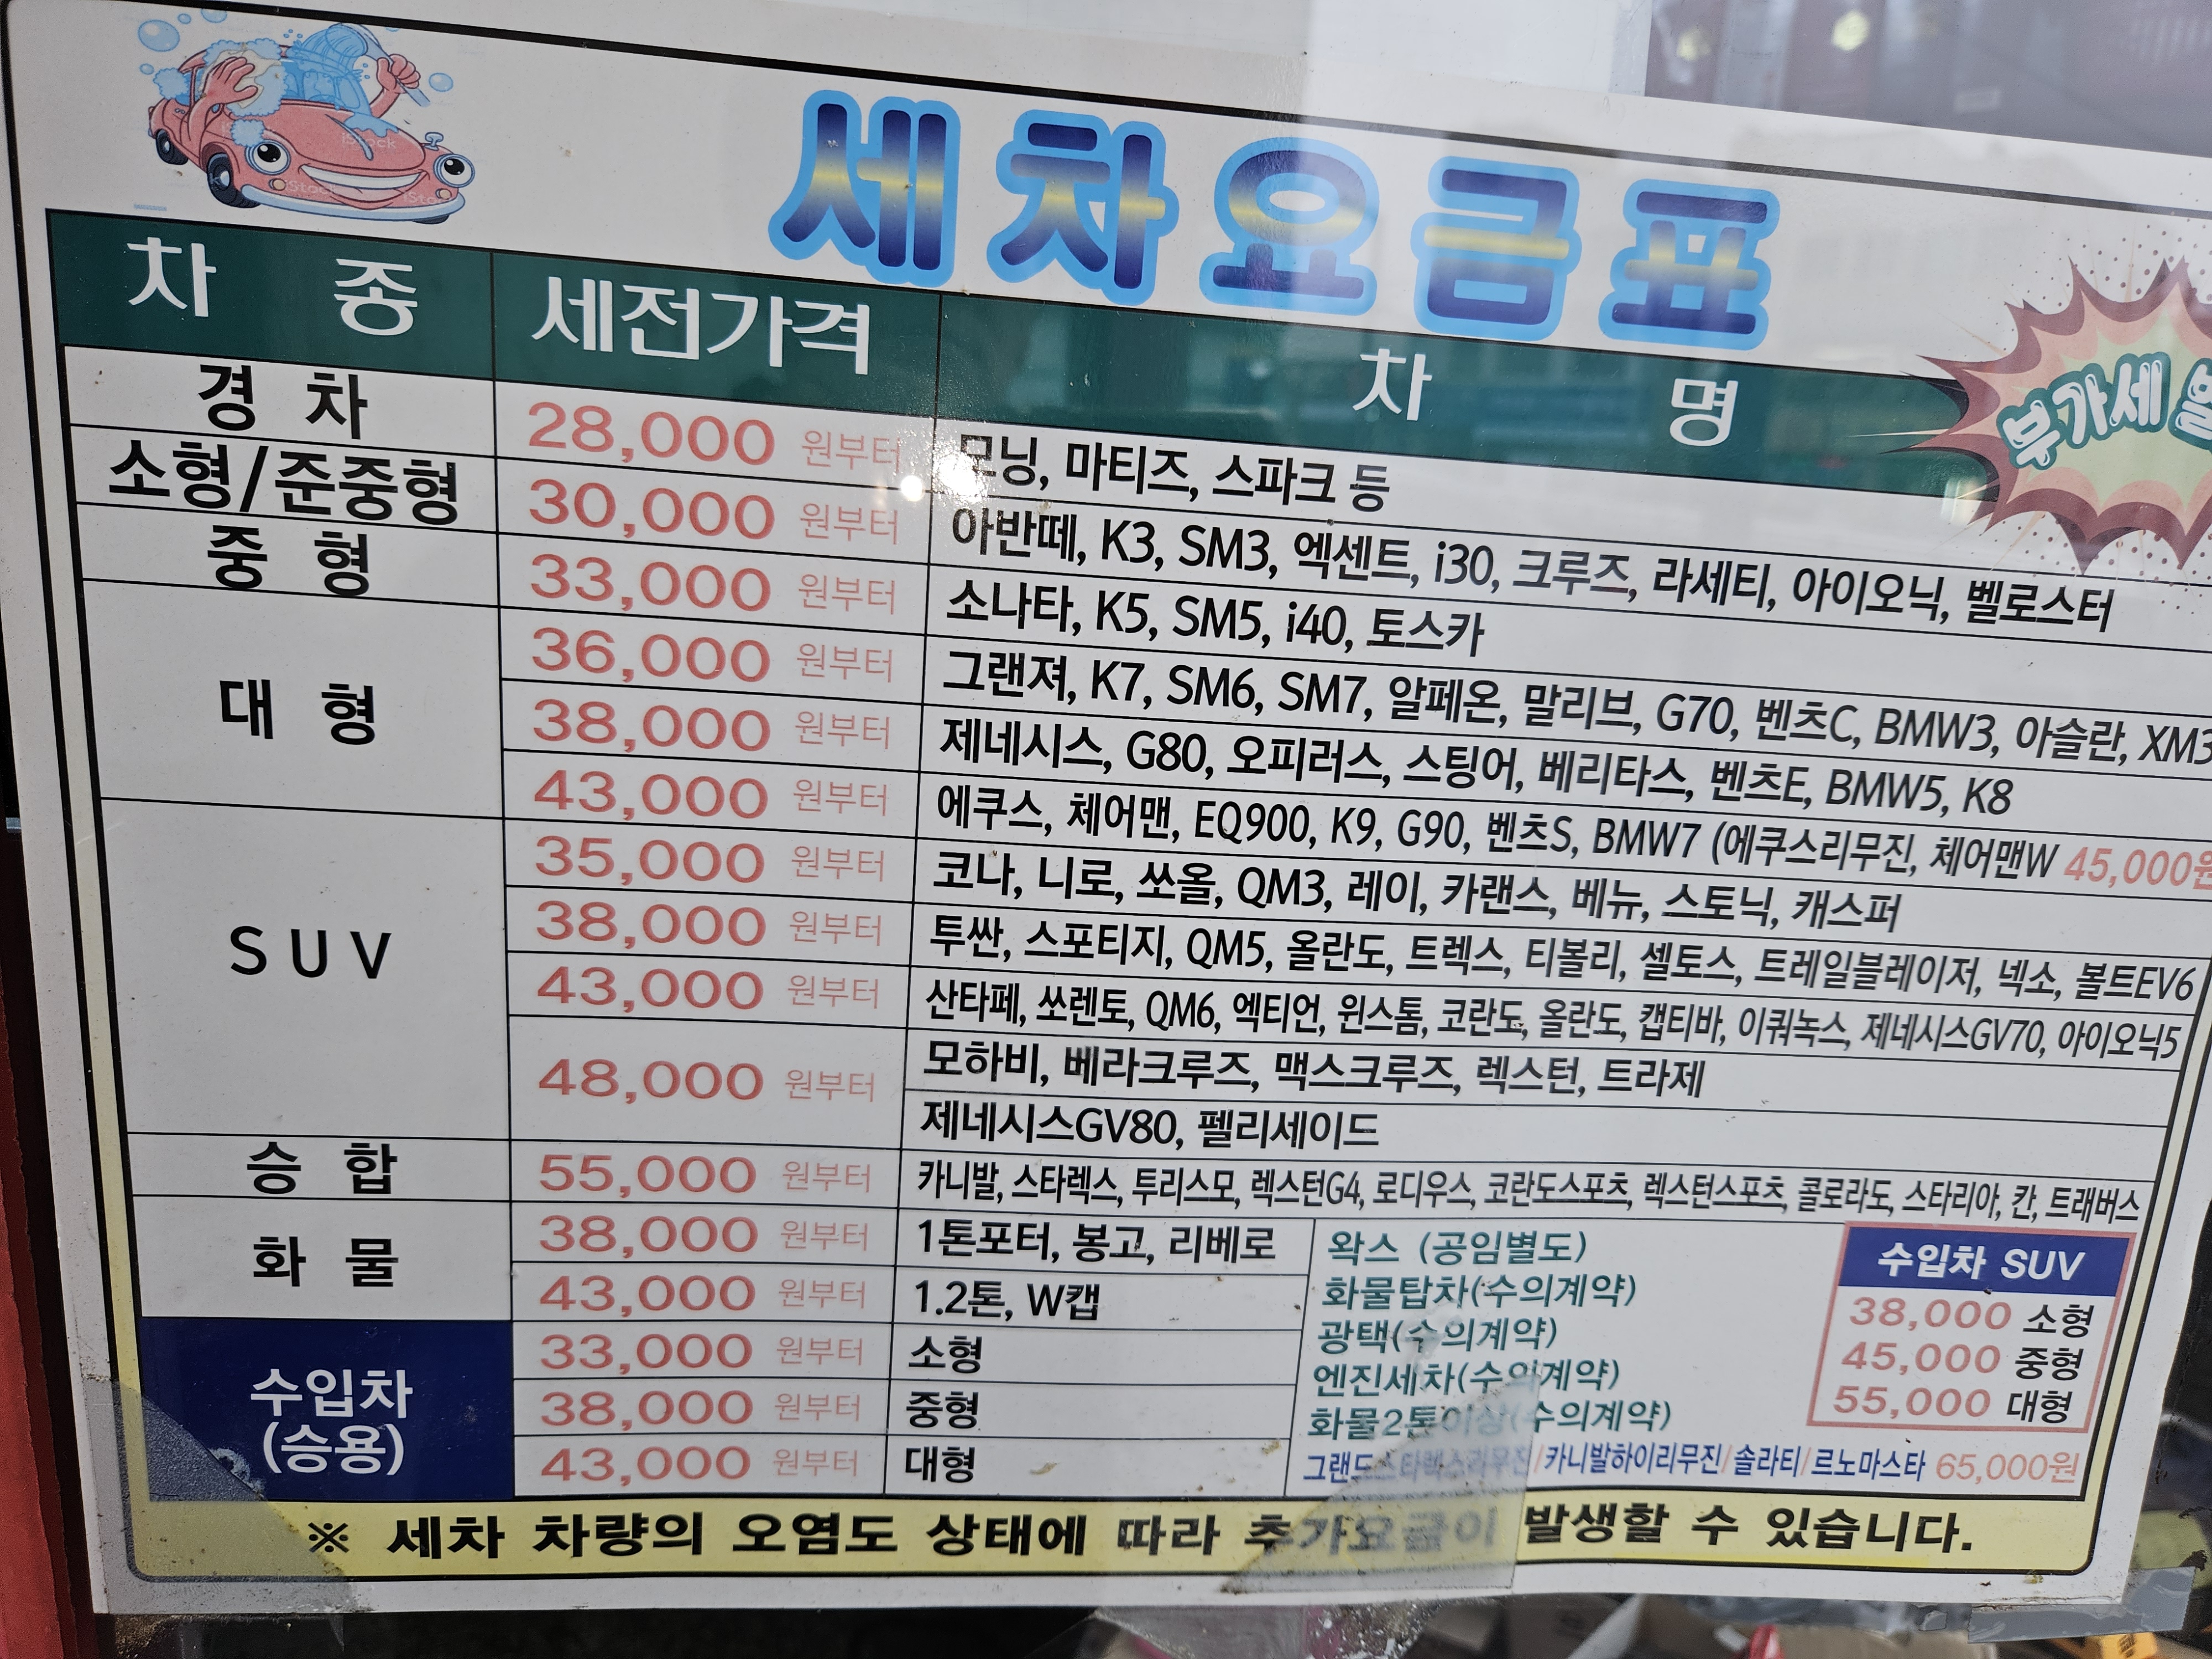 세차요금표
차 종 세전가격 차 명
부가세
경 차 28,000 원부터 모닝, 마티즈, 스파크 등
소형/준중형 30,000 원부터 아반떼, K3, SM3, 엑센트, i30, 크루즈, 라세티, 아이오닉, 벨로스터
중 형 33,000 원부터 소나타, K5, SM5, i40, 토스카
대 형
36,000 원부터 그랜져, K7, SM6, SM7, 알페온, 말리브, G70, 벤츠C, BMW3, 아슬란, XM3
38,000 원부터 제네시스, G80, 오피러스, 스팅어, 베리타스, 벤츠E, BMW5, K8
43,000 원부터 에쿠스, 체어맨, EQ900, K9, G90, 벤츠S, BMW7 (에쿠스리무진, 체어맨W 45,000원
SUV
35,000 원부터 코나, 니로, 쏘울, QM3, 레이, 카랜스, 베뉴, 스토닉, 캐스퍼
38,000 원부터 투싼, 스포티지, QM5, 올란도, 트렉스, 티볼리, 셀토스, 트레일블레이저, 넥소, 볼트EV6
43,000 원부터 산타페, 쏘렌토, QM6, 엑티언, 윈스톰, 코란도, 올란도, 캡티바, 이쿼녹스, 제네시스GV70, 아이오닉5
48,000 원부터 모하비, 베라크루즈, 맥스크루즈, 렉스턴, 트라제
제네시스GV80, 펠리세이드
승 합 55,000 원부터 카니발, 스타렉스, 투리스모, 렉스턴G4, 로디우스, 코란도스포츠, 렉스턴스포츠, 콜로라도, 스타리아, 칸, 트래버스
화 물
38,000 원부터 1톤포터, 봉고, 리베로
43,000 원부터 1.2톤, W캡
수입차
(승용)
33,000 원부터 소형
38,000 원부터 중형
43,000 원부터 대형
왁스 (공임별도)
화물탑차(수의계약)
광택(수의계약)
엔진세차(수의계약)
화물2톤이상(수의계약)
수입차 SUV
38,000 소형
45,000 중형
55,000 대형
그랜드스타렉스리무진/카니발하이리무진/솔라티/르노마스타 65,000원
※ 세차 차량의 오염도 상태에 따라 추가요금이 발생할 수 있습니다.